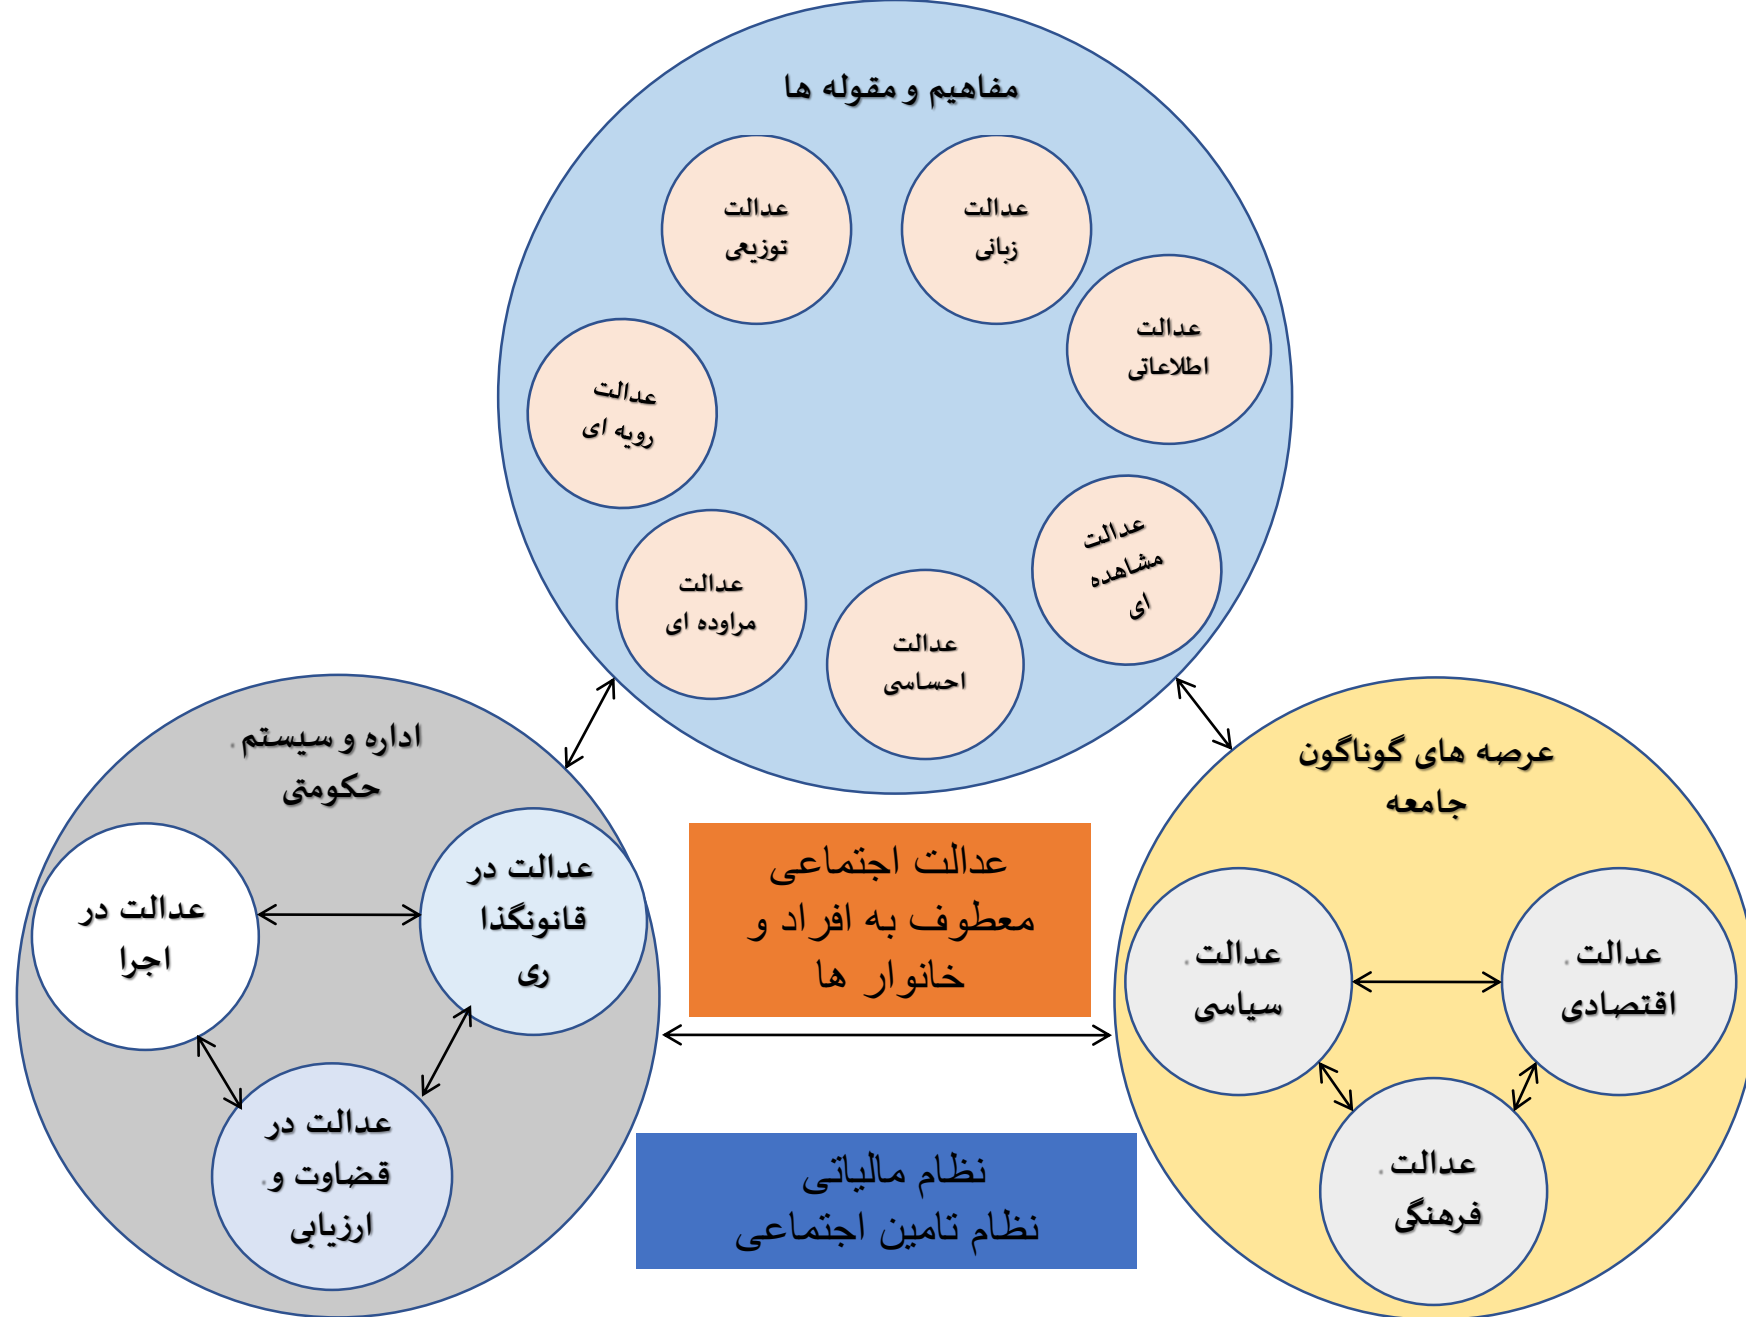 مفاهیم و مقوله ها
عدالت
زبانی
عدالت
توزیعی
عدالت
اطلاعاتی
عدالت
رویه ای
عدالت
مشاهده
ای
عدالت
مراوده ای
عدالت
احساسی
عرصه های گوناگون
جامعه
عدالت
اقتصادی
عدالت
سیاسی
عدالت
فرهنگی
اداره و سیستم
حکومتی
عدالت در
قانونگذا
ری
عدالت در
اجرا
عدالت در
قضاوت و
ارزیابی
عدالت اجتماعی
معطوف به افراد و
خانوار ها
نظام مالیاتی
نظام تامین اجتماعی